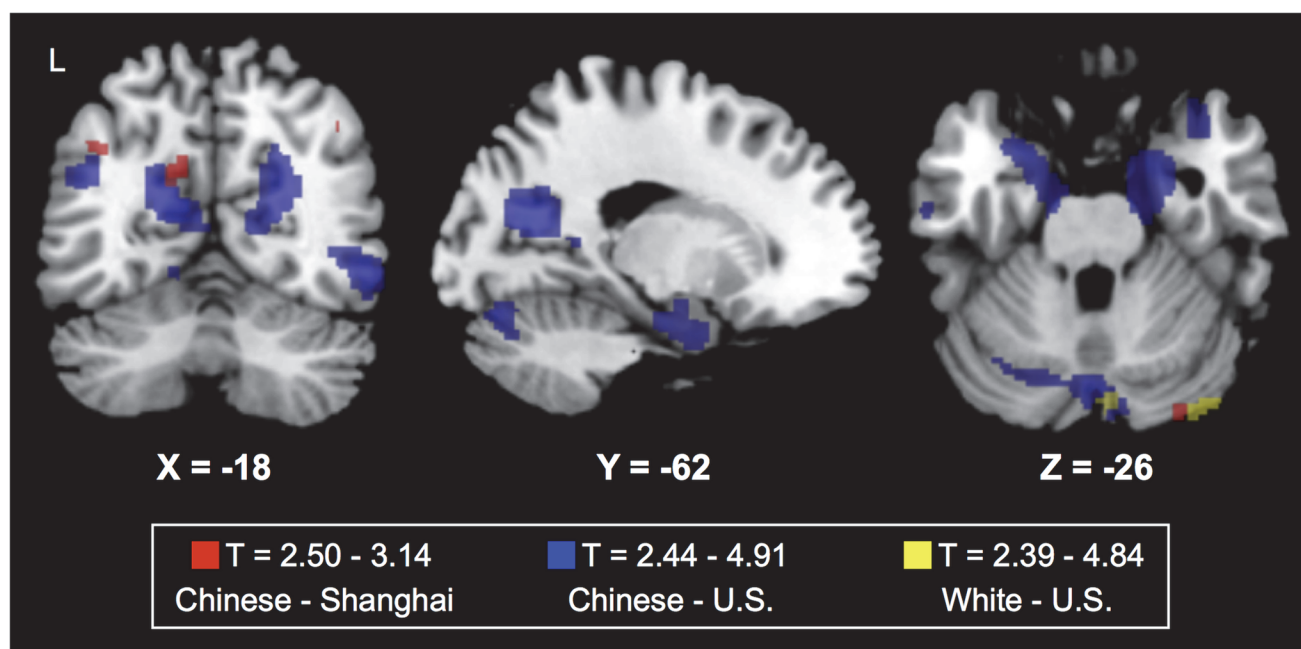 L
X = -18 Y = -62 Z = -26
T = 2.50 - 3.14 T = 2.44 - 4.91 T = 2.39 - 4.84
Chinese - Shanghai Chinese - U.S. White - U.S.